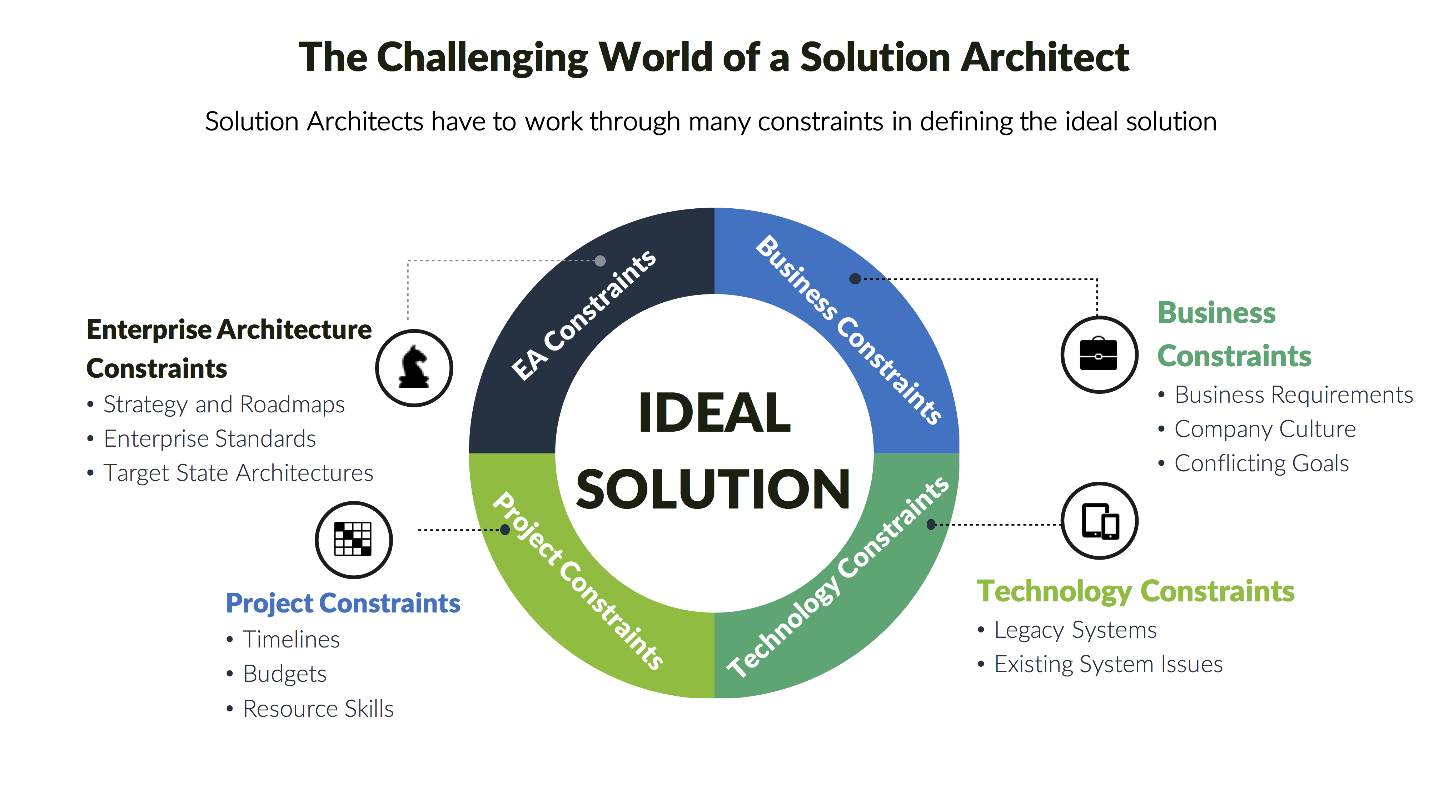 The Challenging World of a Solution Architect
Solution Architects have to work through many constraints in defining the ideal solution
EA Constraints
Business Constraints
Enterprise Architecture
Constraints
• Strategy and Roadmaps
• Enterprise Standards
• Target State Architectures
IDEAL
SOLUTION
Business
Constraints
• Business Requirements
• Company Culture
• Conflicting Goals
Project Constraints
Technology Constraints
Project Constraints
• Timelines
• Budgets
• Resource Skills
Technology Constraints
• Legacy Systems
• Existing System Issues